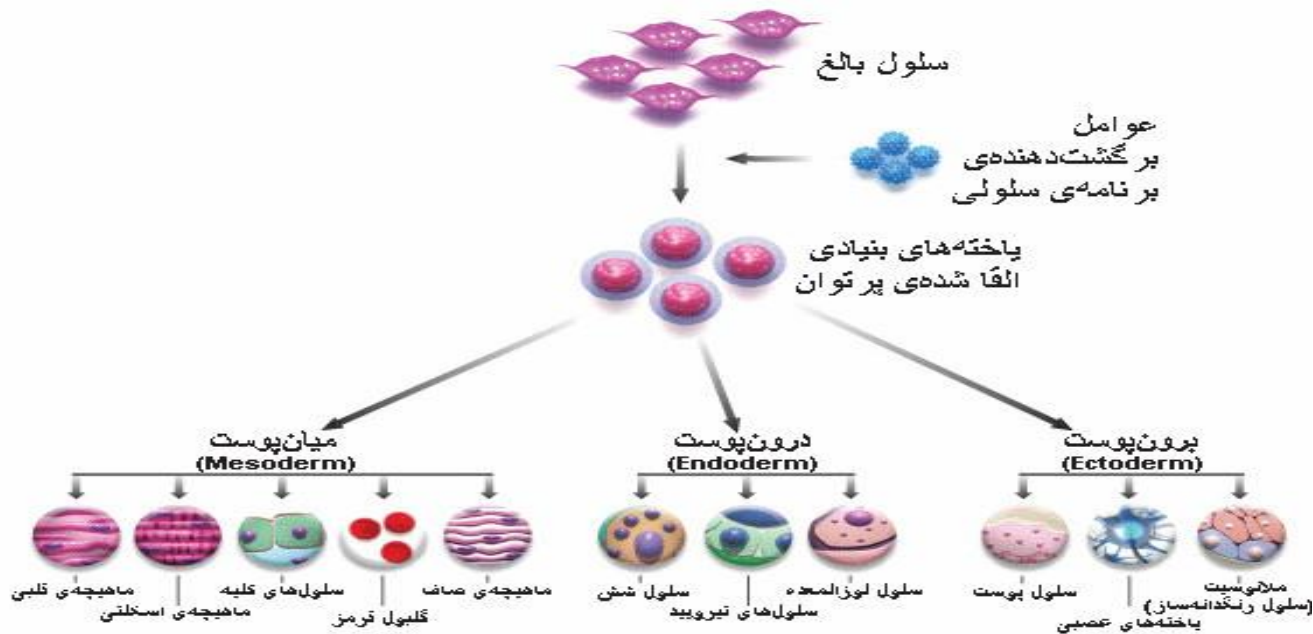 سلول بالغ
عوامل
برگشت‌دهنده‌ی
برنامه‌ی سلولی
یاخته‌های بنیادی
القا شده‌ی پرتوان
میان‌پوست
(Mesoderm)
درون‌پوست
(Endoderm)
برون‌پوست
(Ectoderm)
ماهیچه‌ی قلبی
ماهیچه‌ی اسکلتی
سلول‌های کلیه
گلبول قرمز
ماهیچه‌ی صاف
سلول شش
سلول‌های تیرویید
سلول لوزالمعده
سلول پوست
یاخته‌های عصبی
ملانوسیت
(سلول رنگدانه‌ساز)